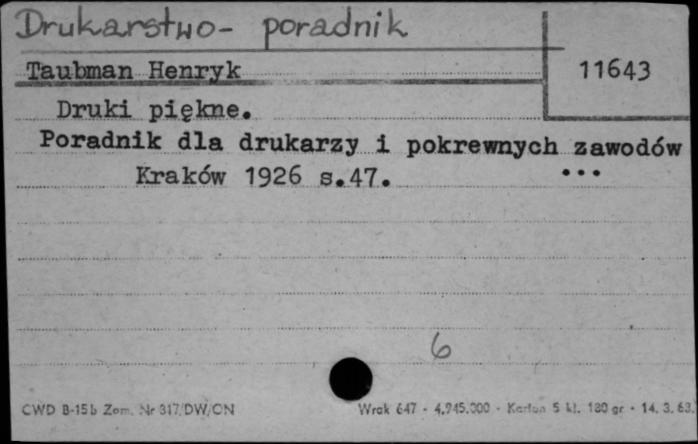 Drukarstwo - poradnik
Taubman Henryk
11643
Druki piękne.
Poradnik dla drukarzy i pokrewnych zawodów
Kraków 1926 s.47. ...
6
CWD B-15b Zam. Nr 317/DW/CN
Wrak 647 - 4.945.000 - Karton 5 kl. 180 gr - 14. 3. 63.